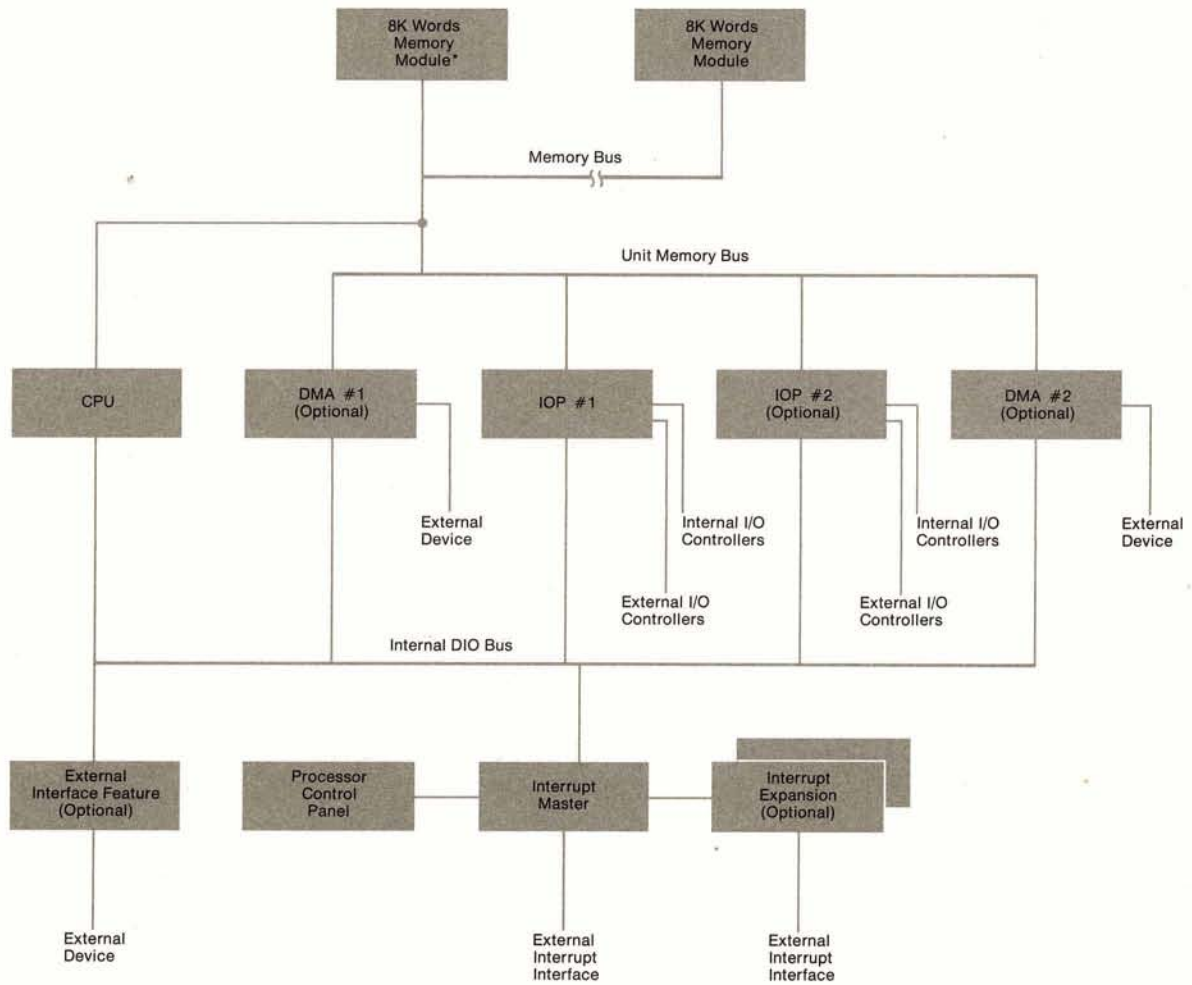 8K Words
Memory
Module*
8K Words
Memory
Module
Memory Bus
Unit Memory Bus
CPU
DMA #1
(Optional)
IOP #1
IOP #2
(Optional)
DMA #2
(Optional)
External
Device
Internal I/O
Controllers
Internal I/O
Controllers
External
Device
External I/O
Controllers
External I/O
Controllers
Internal DIO Bus
External
Interface Feature
(Optional)
Processor
Control
Panel
Interrupt
Master
Interrupt
Expansion
(Optional)
External
Device
External
Interrupt
Interface
External
Interrupt
Interface